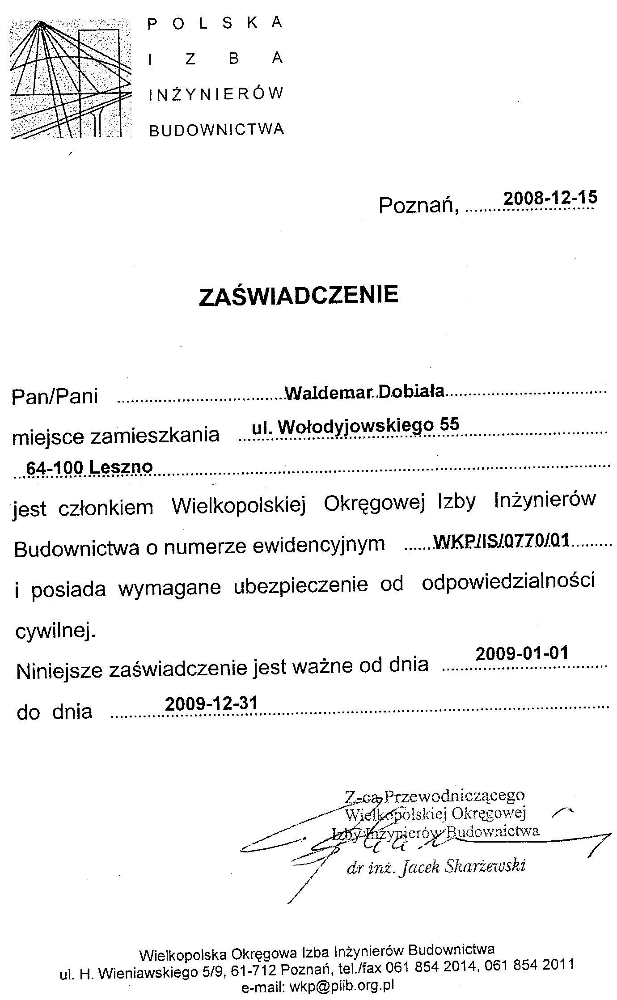 POLSKA
IZBA
INŻYNIERÓW
BUDOWNICTWA
Poznań, 2008-12-15
ZAŚWIADCZENIE
Pan/Pani Waldemar Dobiała
miejsce zamieszkania ul. Wołodyjowskiego 55
64-100 Leszno
jest członkiem Wielkopolskiej Okręgowej Izby Inżynierów
Budownictwa o numerze ewidencyjnym WKP/IS/0770/01
i posiada wymagane ubezpieczenie od odpowiedzialności
cywilnej.
Niniejsze zaświadczenie jest ważne od dnia 2009-01-01
do dnia 2009-12-31
Z-ca Przewodniczącego
Wielkopolskiej Okręgowej
Izby Inżynierów Budownictwa
dr inż. Jacek Skarżewski
Wielkopolska Okręgowa Izba Inżynierów Budownictwa
ul. H. Wieniawskiego 5/9, 61-712 Poznań, tel./fax 061 854 2014, 061 854 2011
e-mail: wkp@piib.org.pl